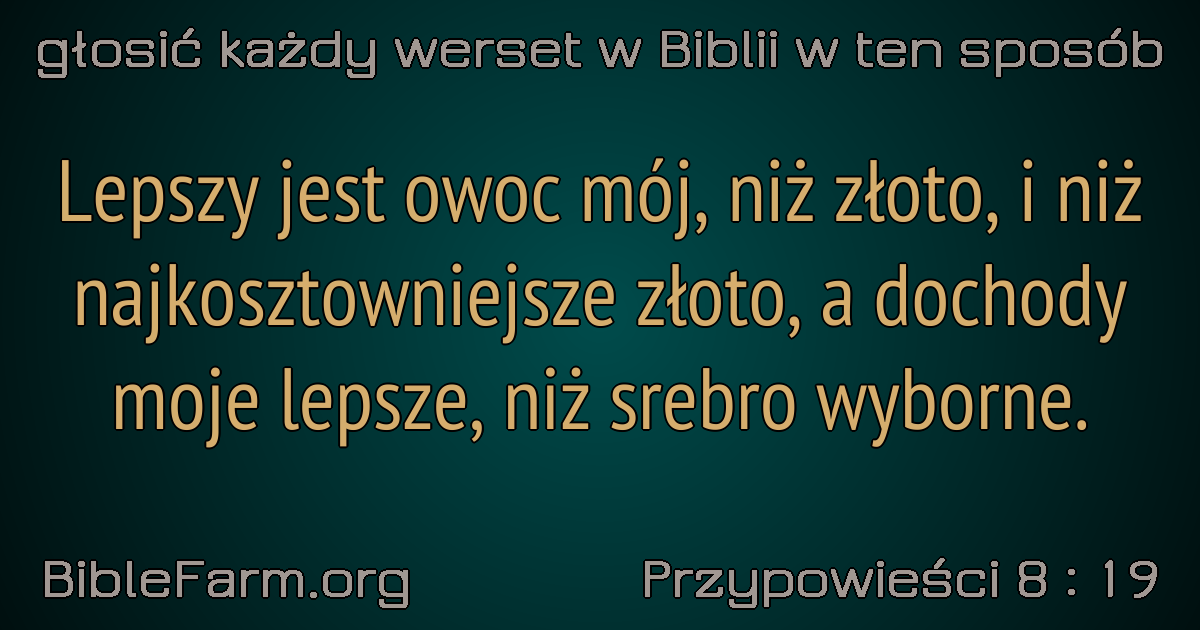 głosić każdy werset w Biblii w ten sposób
Lepszy jest owoc mój, niż złoto, i niż
najkosztowniejsze złoto, a dochody
moje lepsze, niż srebro wyborne.
BibleFarm.org
Przypowieści 8 : 19